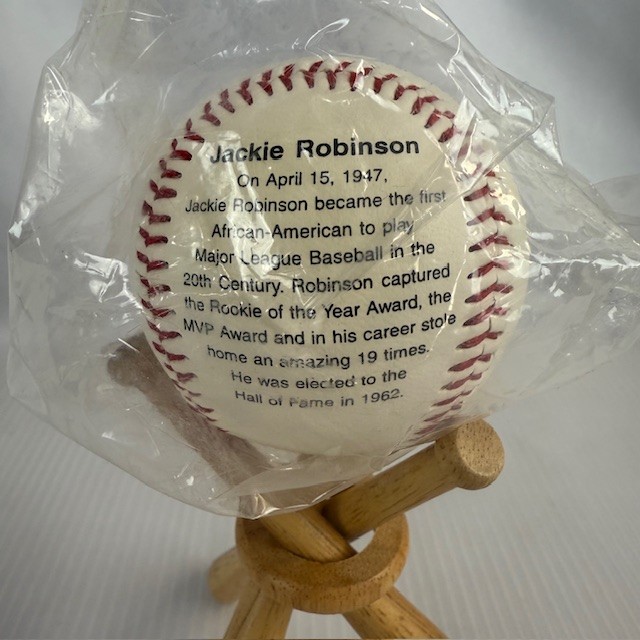 Jackie Robinson
On April 15, 1947,
Jackie Robinson became the first
African-American to play
Major League Baseball in the
20th Century. Robinson captured
the Rookie of the Year Award, the
MVP Award and in his career stole
home an amazing 19 times.
He was elected to the
Hall of Fame in 1962.